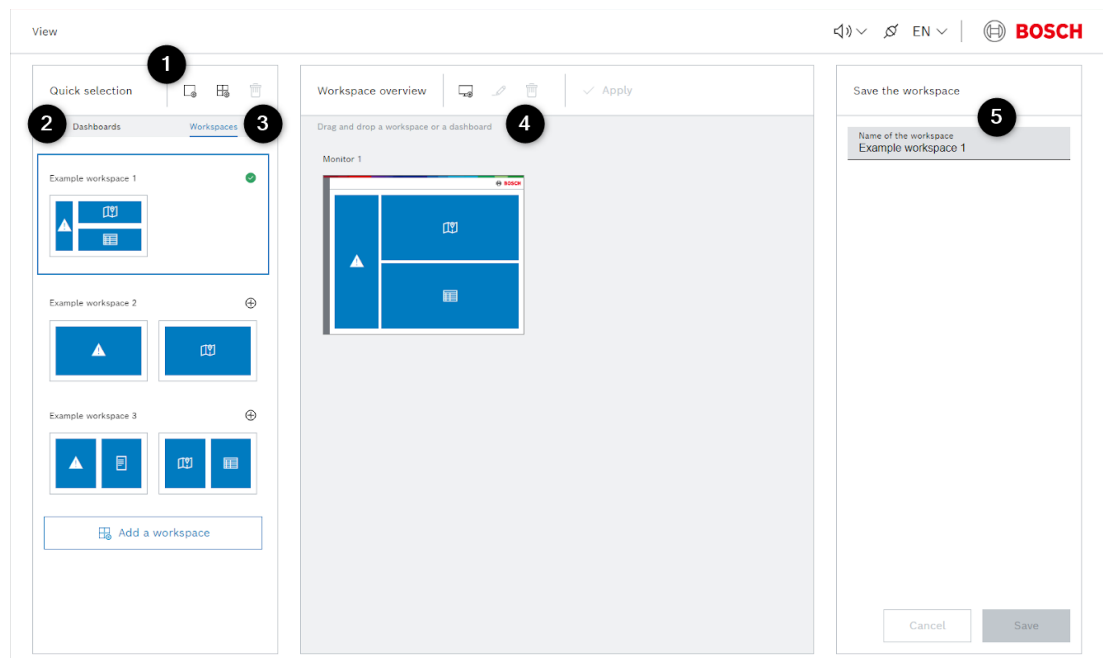 View
EN
BOSCH
1
Quick selection
Workspace overview
Apply
Save the workspace
2
Dashboards
Workspaces
3
Drag and drop a workspace or a dashboard
4
5
Name of the workspace
Example workspace 1
Example workspace 1
Monitor 1
BOSCH
Example workspace 2
Example workspace 3
Add a workspace
Cancel
Save